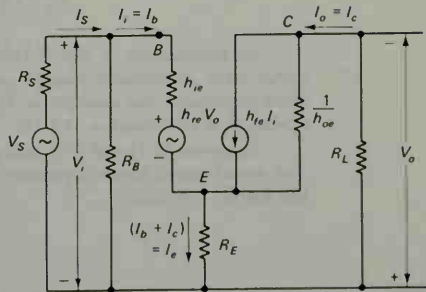 I_S
I_i = I_b
B
C
I_o = I_c
+
−
R_S
h_ie
+
h_re V_o
−
h_fe I_i
1/h_oe
V_S
V_i
R_B
R_L
V_o
E
(I_b + I_c)
= I_e
R_E
−
+